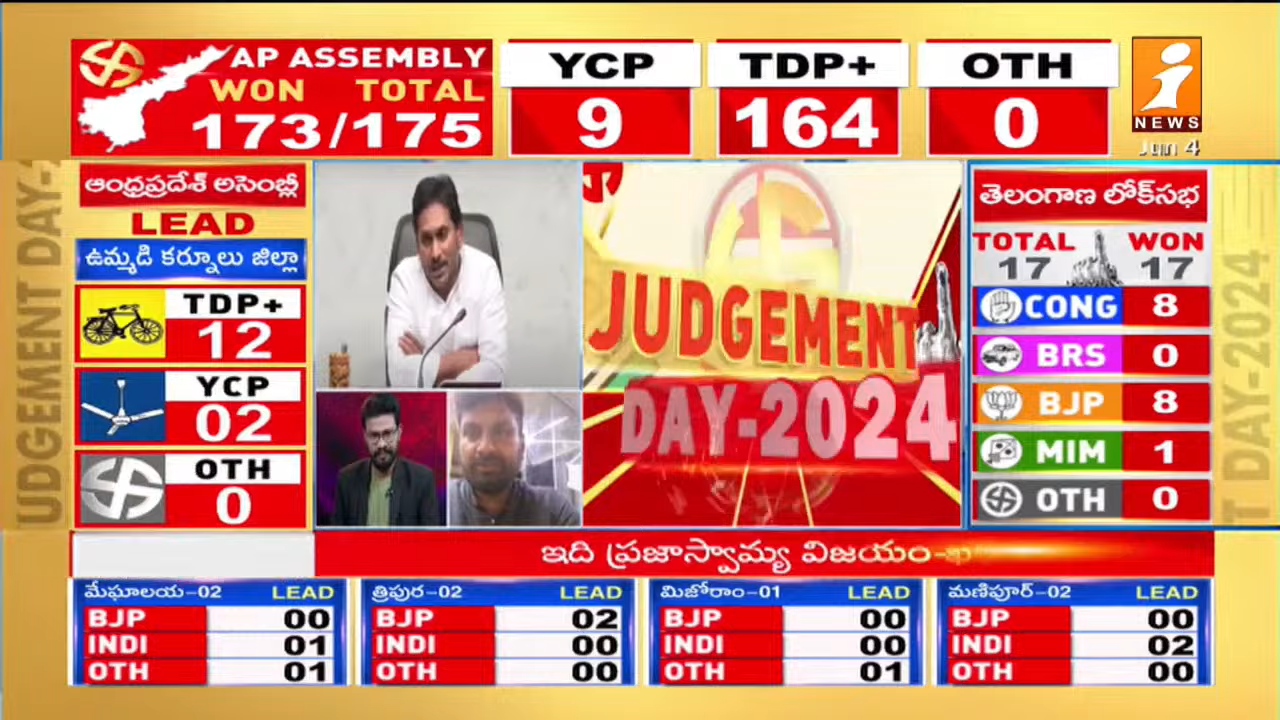 AP ASSEMBLY
WON TOTAL
173/175
YCP
9
TDP+
164
OTH
0
i
NEWS
Jun 4
ఆంధ్రప్రదేశ్ అసెంబ్లీ
LEAD
ఉమ్మడి కర్నూలు జిల్లా
TDP+
12
YCP
02
OTH
0
JUDGEMENT
DAY-2024
తెలంగాణ లోక్‌సభ
TOTAL WON
17 17
CONG 8
BRS 0
BJP 8
MIM 1
OTH 0
UDGEMENT DAY-
T DAY-2024
ఇది ప్రజాస్వామ్య విజయం-
మేఘాలయ-02 LEAD
BJP 00
INDI 01
OTH 01
త్రిపుర-02 LEAD
BJP 02
INDI 00
OTH 00
మిజోరాం-01 LEAD
BJP 00
INDI 00
OTH 01
మణిపూర్-02 LEAD
BJP 00
INDI 02
OTH 00